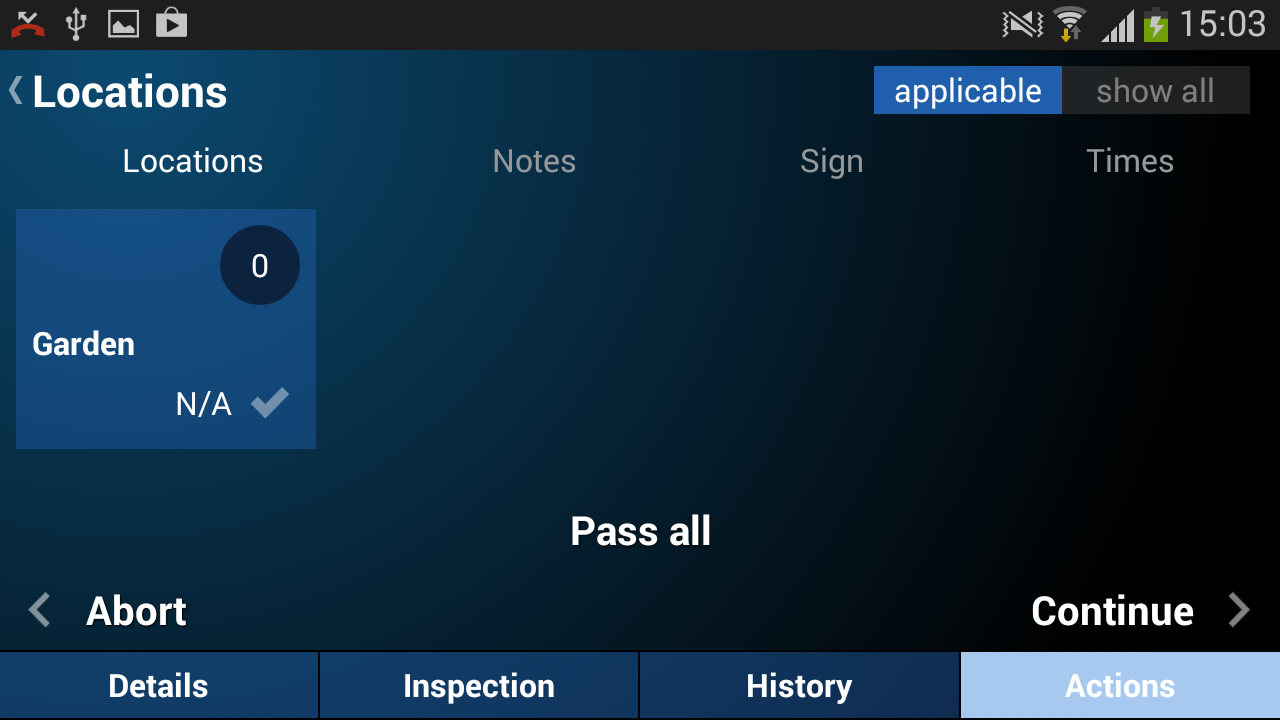 15:03
Locations applicable show all
Locations Notes Sign Times
0
Garden
N/A
Pass all
Abort Continue
Details Inspection History Actions